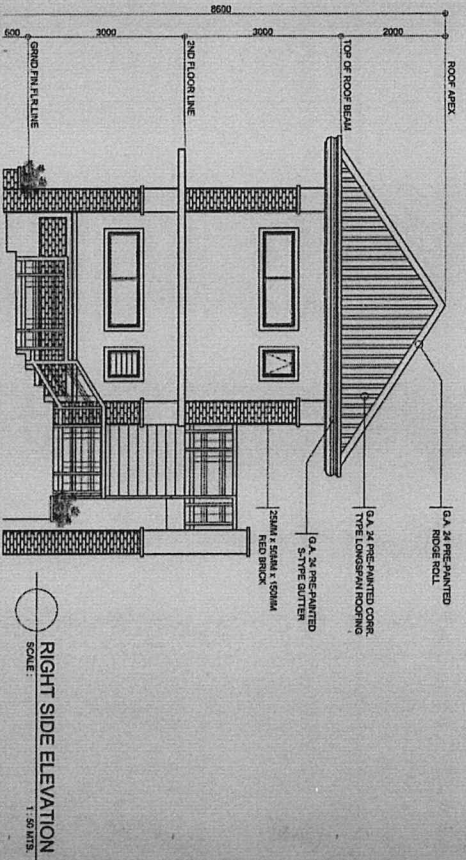 8600
600
3000
3000
2000
GRND.FIN.FLR.LINE
2ND FLOOR LINE
TOP OF ROOF BEAM
ROOF APEX
G.A. 24 PRE-PAINTED
RIDGE ROLL
G.A. 24 PRE-PAINTED CORR.
TYPE LONGSPAN ROOFING
G.A. 24 PRE-PAINTED
S-TYPE GUTTER
25MM x 50MM x 150MM
RED BRICK
RIGHT SIDE ELEVATION
SCALE :
1 : 50 MTS.